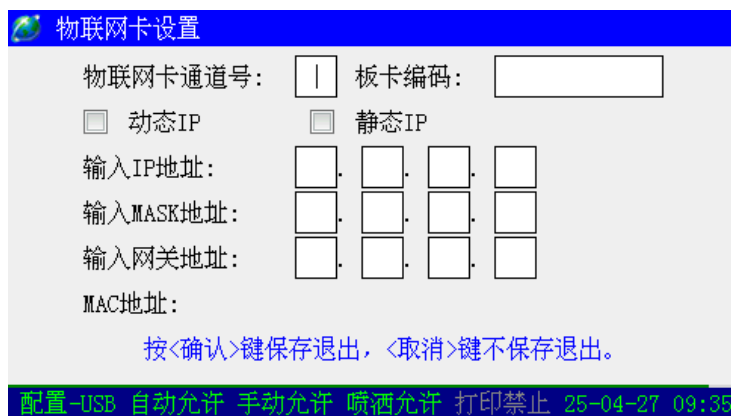 物联网卡设置
物联网卡通道号: 板卡编码:
动态IP 静态IP
输入IP地址: . . .
输入MASK地址: . . .
输入网关地址: . . .
MAC地址:
按<确认>键保存退出，<取消>键不保存退出。
配置-USB 自动允许 手动允许 喷洒允许 打印禁止 25-04-27 09:35